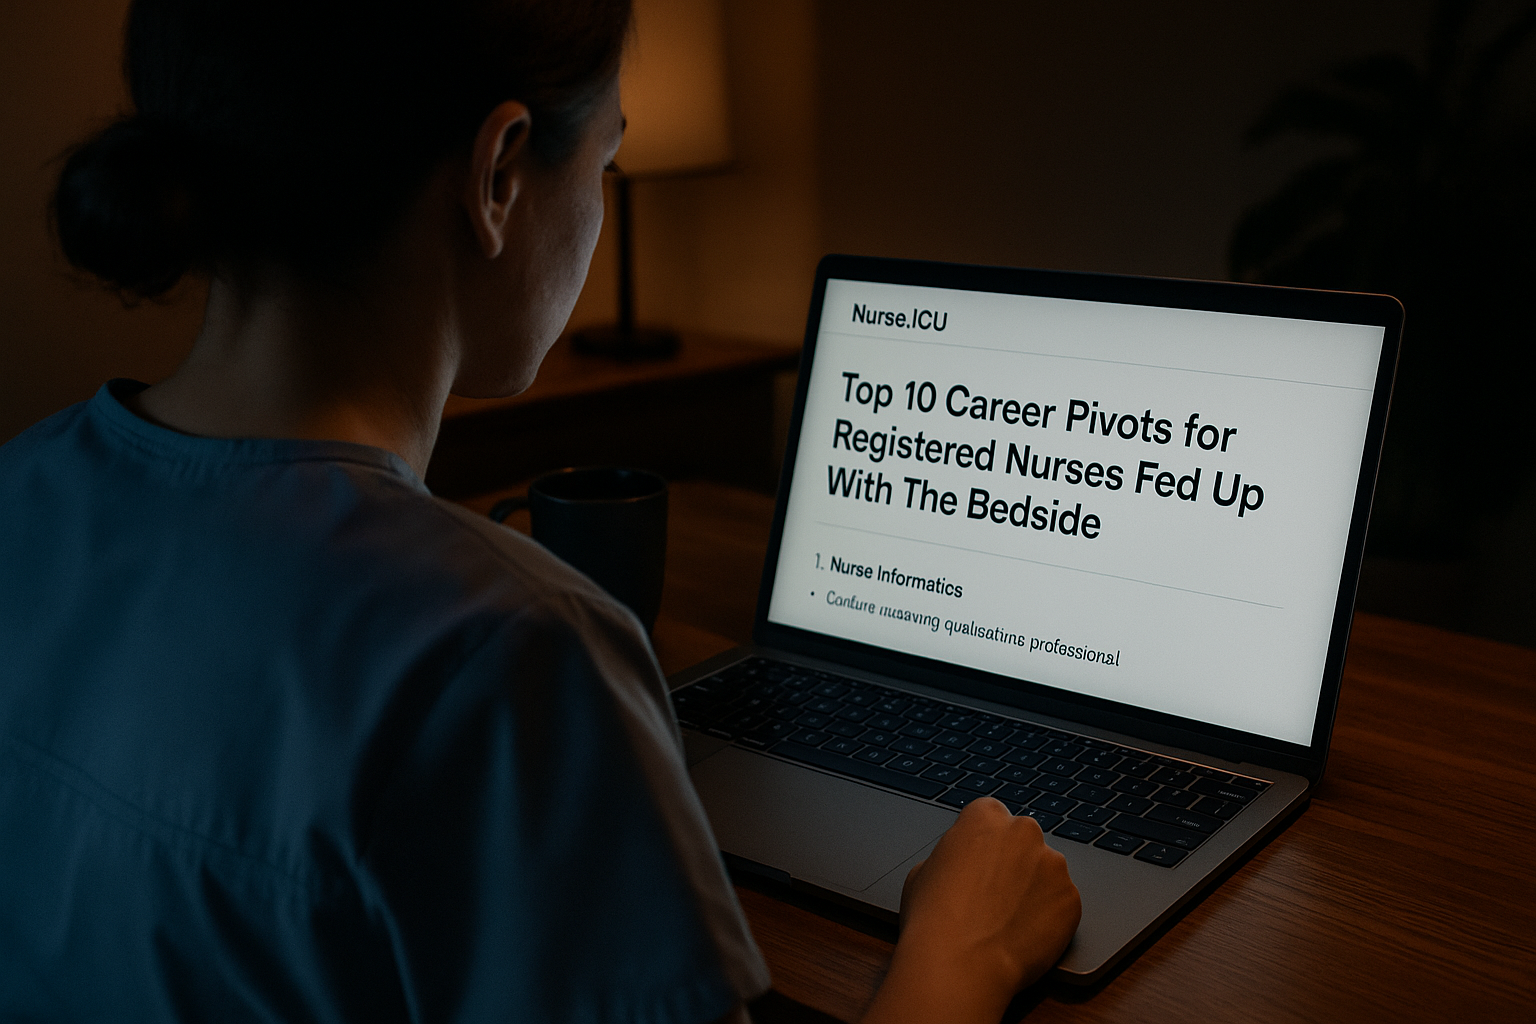 Nurse.ICU
Top 10 Career Pivots for
Registered Nurses Fed Up
With The Bedside
1. Nurse Informatics
• professional